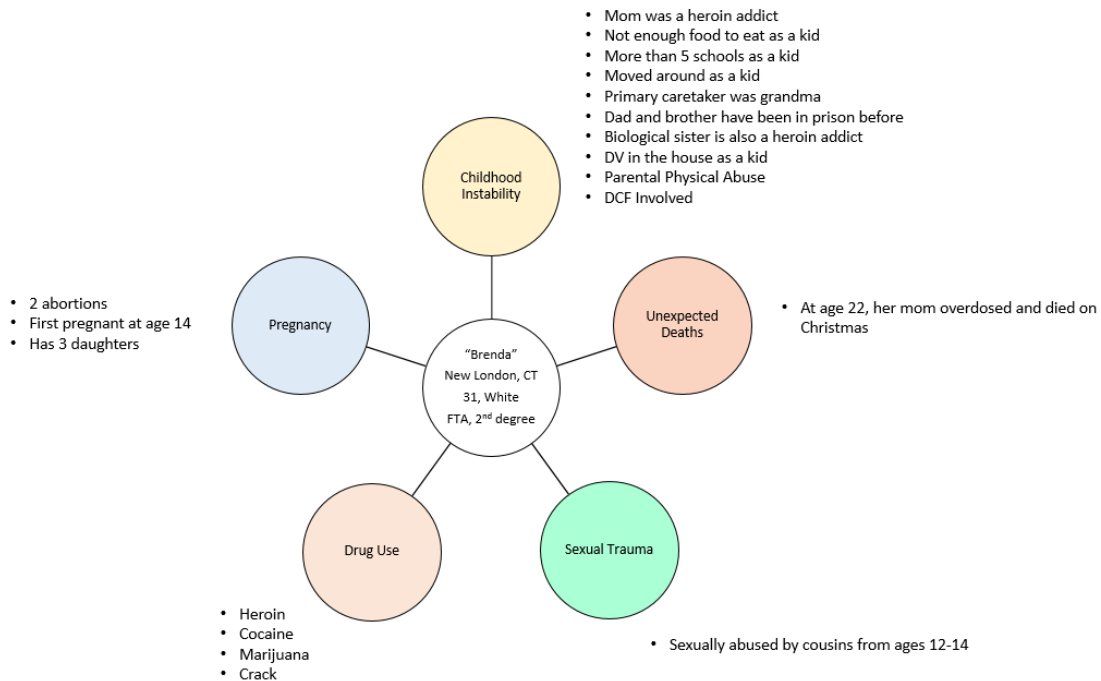 • Mom was a heroin addict
• Not enough food to eat as a kid
• More than 5 schools as a kid
• Moved around as a kid
• Primary caretaker was grandma
• Dad and brother have been in prison before
• Biological sister is also a heroin addict
• DV in the house as a kid
• Parental Physical Abuse
• DCF Involved
Childhood
Instability
• 2 abortions
• First pregnant at age 14
• Has 3 daughters
Pregnancy
Unexpected
Deaths
• At age 22, her mom overdosed and died on
Christmas
“Brenda”
New London, CT
31, White
FTA, 2nd degree
Drug Use
Sexual Trauma
• Heroin
• Cocaine
• Marijuana
• Crack
• Sexually abused by cousins from ages 12-14